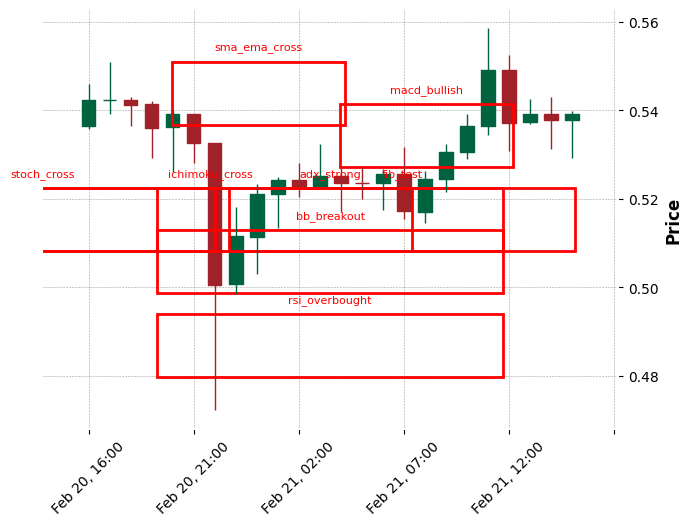 0.56
sma_ema_cross
macd_bullish
0.54
stoch_cross
ichimoku_cross
adx_strong
fib_test
0.52
bb_breakout
Price
0.50
rsi_overbought
0.48
Feb 20, 16:00
Feb 20, 21:00
Feb 21, 02:00
Feb 21, 07:00
Feb 21, 12:00